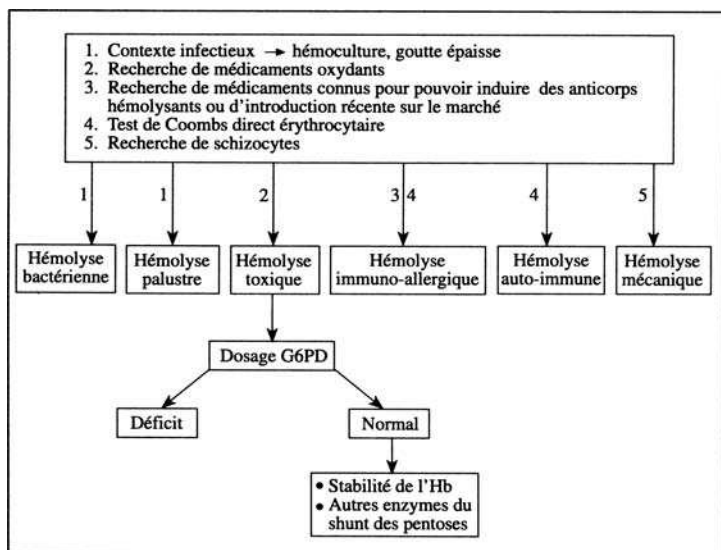 1. Contexte infectieux → hémoculture, goutte épaisse
2. Recherche de médicaments oxydants
3. Recherche de médicaments connus pour pouvoir induire des anticorps
hémolysants ou d'introduction récente sur le marché
4 Test de Coombs direct érythrocytaire
5. Recherche de schizocytes
1 1 2 3 4 4 5
Hémolyse
bactérienne
Hémolyse
palustre
Hémolyse
toxique
Hémolyse
immuno-allergique
Hémolyse
auto-immune
Hémolyse
mécanique
Dosage G6PD
Déficit
Normal
• Stabilité de l'Hb
• Autres enzymes du
shunt des pentoses